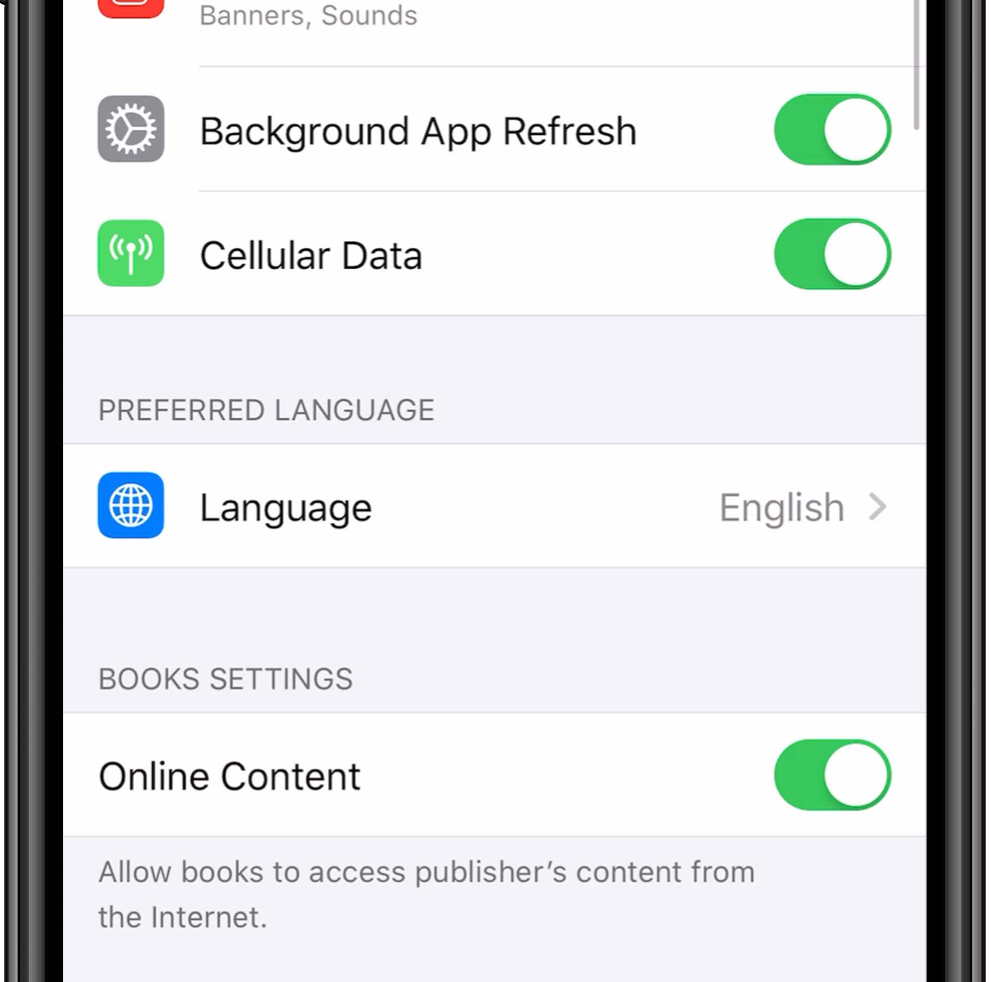 Banners, Sounds
Background App Refresh
Cellular Data
PREFERRED LANGUAGE
Language English
BOOKS SETTINGS
Online Content
Allow books to access publisher’s content from
the Internet.